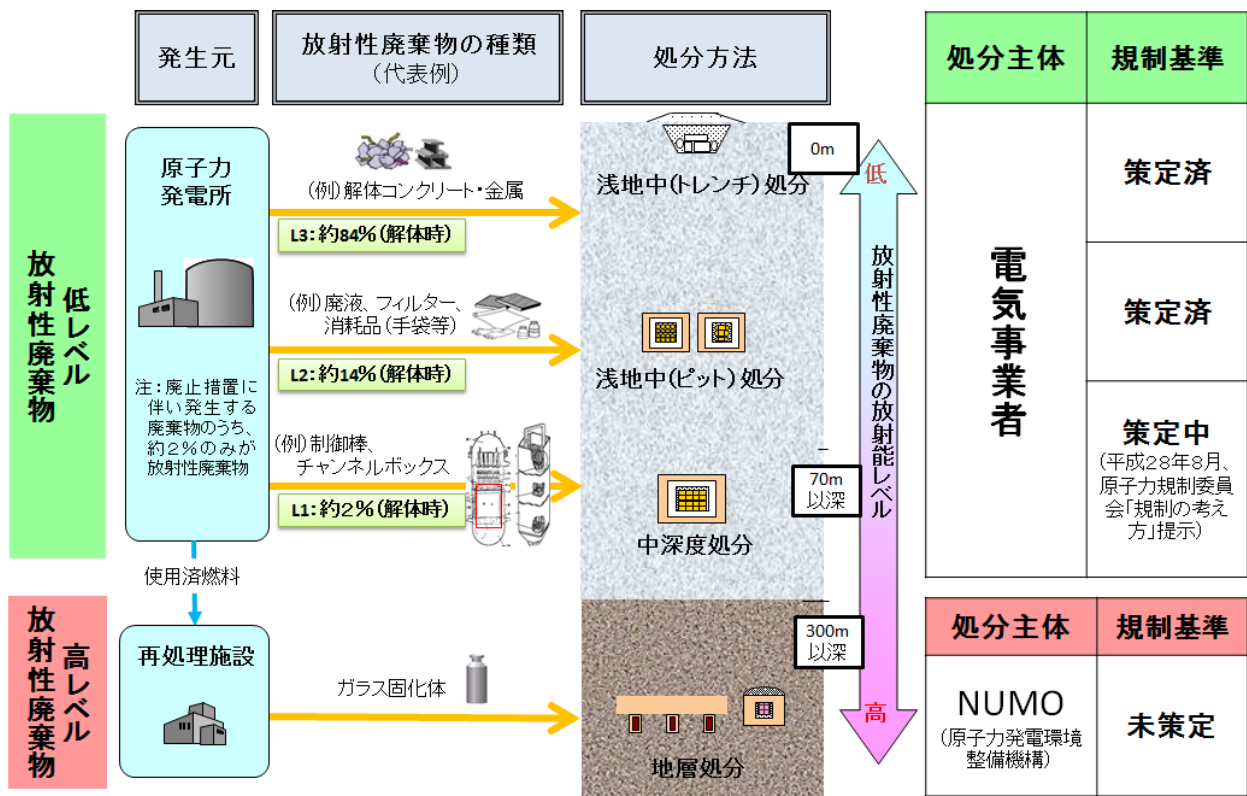 発生元
放射性廃棄物の種類
(代表例)
処分方法
処分主体
規制基準
低レベル
放射性廃棄物
原子力
発電所
注:廃止措置に
伴い発生する
廃棄物のうち、
約2%のみが
放射性廃棄物
(例)解体コンクリート・金属
L3:約84%(解体時)
(例)廃液、フィルター、
消耗品(手袋等)
L2:約14%(解体時)
(例)制御棒、
チャンネルボックス
L1:約2%(解体時)
浅地中(トレンチ)処分
浅地中(ピット)処分
中深度処分
0m
70m
以深
300m
以深
低
放射性廃棄物の放射能レベル
高
電気事業者
策定済
策定済
策定中
(平成28年8月、
原子力規制委員
会「規制の考え
方」提示)
使用済燃料
高レベル
放射性廃棄物
再処理施設
ガラス固化体
地層処分
処分主体
規制基準
NUMO
(原子力発電環境
整備機構)
未策定